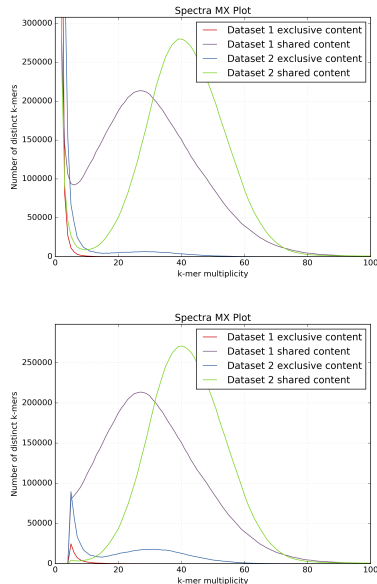 Spectra MX Plot
300000
250000
200000
150000
100000
50000
0
Number of distinct k-mers
Dataset 1 exclusive content
Dataset 1 shared content
Dataset 2 exclusive content
Dataset 2 shared content
0 20 40 60 80 100
k-mer multiplicity
Spectra MX Plot
250000
200000
150000
100000
50000
0
Number of distinct k-mers
Dataset 1 exclusive content
Dataset 1 shared content
Dataset 2 exclusive content
Dataset 2 shared content
0 20 40 60 80 100
k-mer multiplicity